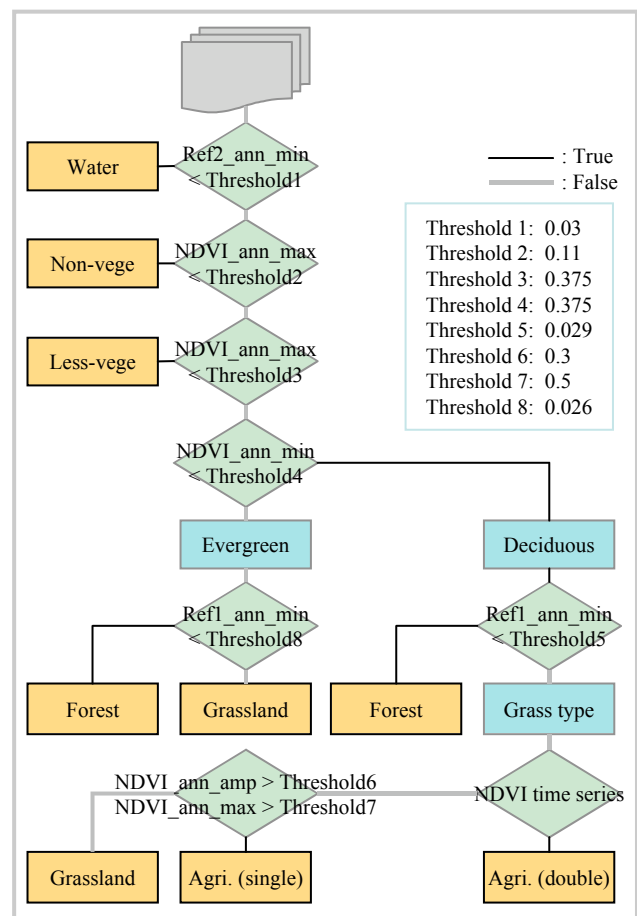 Ref2_ann_min
< Threshold1
Water
: True
: False
NDVI_ann_max
< Threshold2
Non-vege
Threshold 1: 0.03
Threshold 2: 0.11
Threshold 3: 0.375
Threshold 4: 0.375
Threshold 5: 0.029
Threshold 6: 0.3
Threshold 7: 0.5
Threshold 8: 0.026
NDVI_ann_max
< Threshold3
Less-vege
NDVI_ann_min
< Threshold4
Evergreen
Deciduous
Ref1_ann_min
< Threshold8
Ref1_ann_min
< Threshold5
Forest
Grassland
Forest
Grass type
NDVI_ann_amp > Threshold6
NDVI_ann_max > Threshold7
NDVI time series
Grassland
Agri. (single)
Agri. (double)